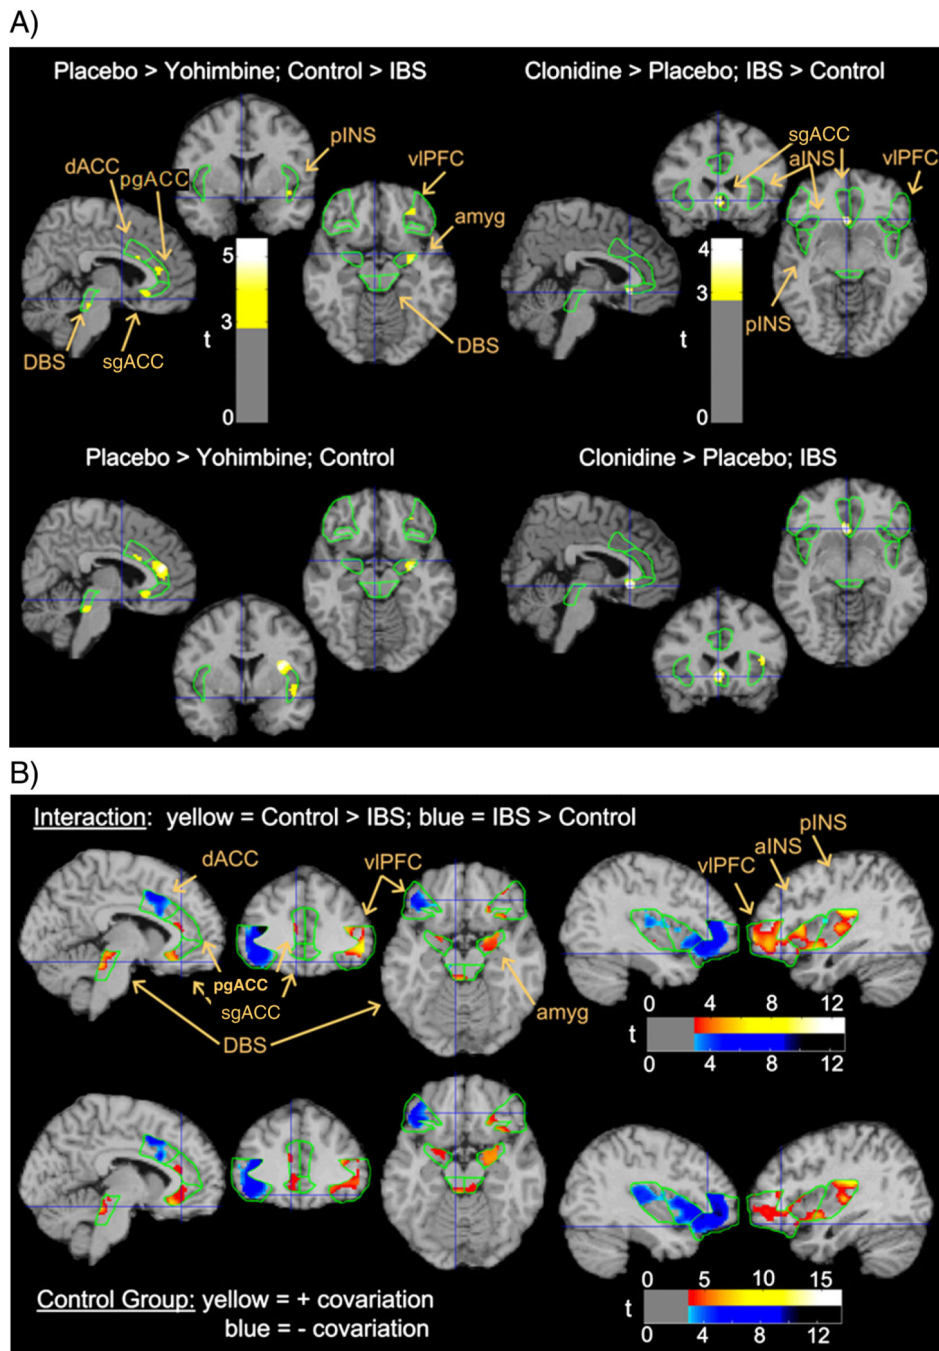 A)
Placebo > Yohimbine; Control > IBS
Clonidine > Placebo; IBS > Control
pINS
dACC
pgACC
vlPFC
amyg
DBS
sgACC
DBS
5
3
t
0
sgACC
aINS
vlPFC
pINS
4
3
t
0
Placebo > Yohimbine; Control
Clonidine > Placebo; IBS
B)
Interaction: yellow = Control > IBS; blue = IBS > Control
dACC
vlPFC
pINS
aINS
vlPFC
pgACC
sgACC
DBS
amyg
0 4 8 12
t
0 4 8 12
0 5 10 15
t
0 4 8 12
Control Group: yellow = + covariation
blue = - covariation